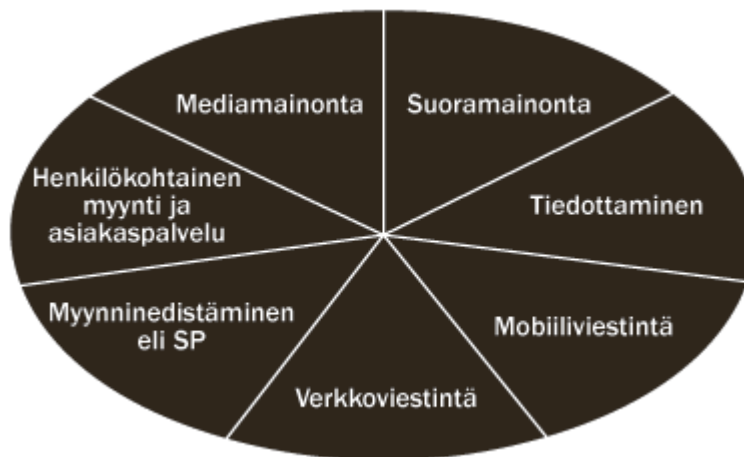 Mediamainonta
Suoramainonta
Henkilökohtainen
myynti ja
asiakaspalvelu
Tiedottaminen
Myynninedistäminen
eli SP
Mobiiliviestintä
Verkkoviestintä